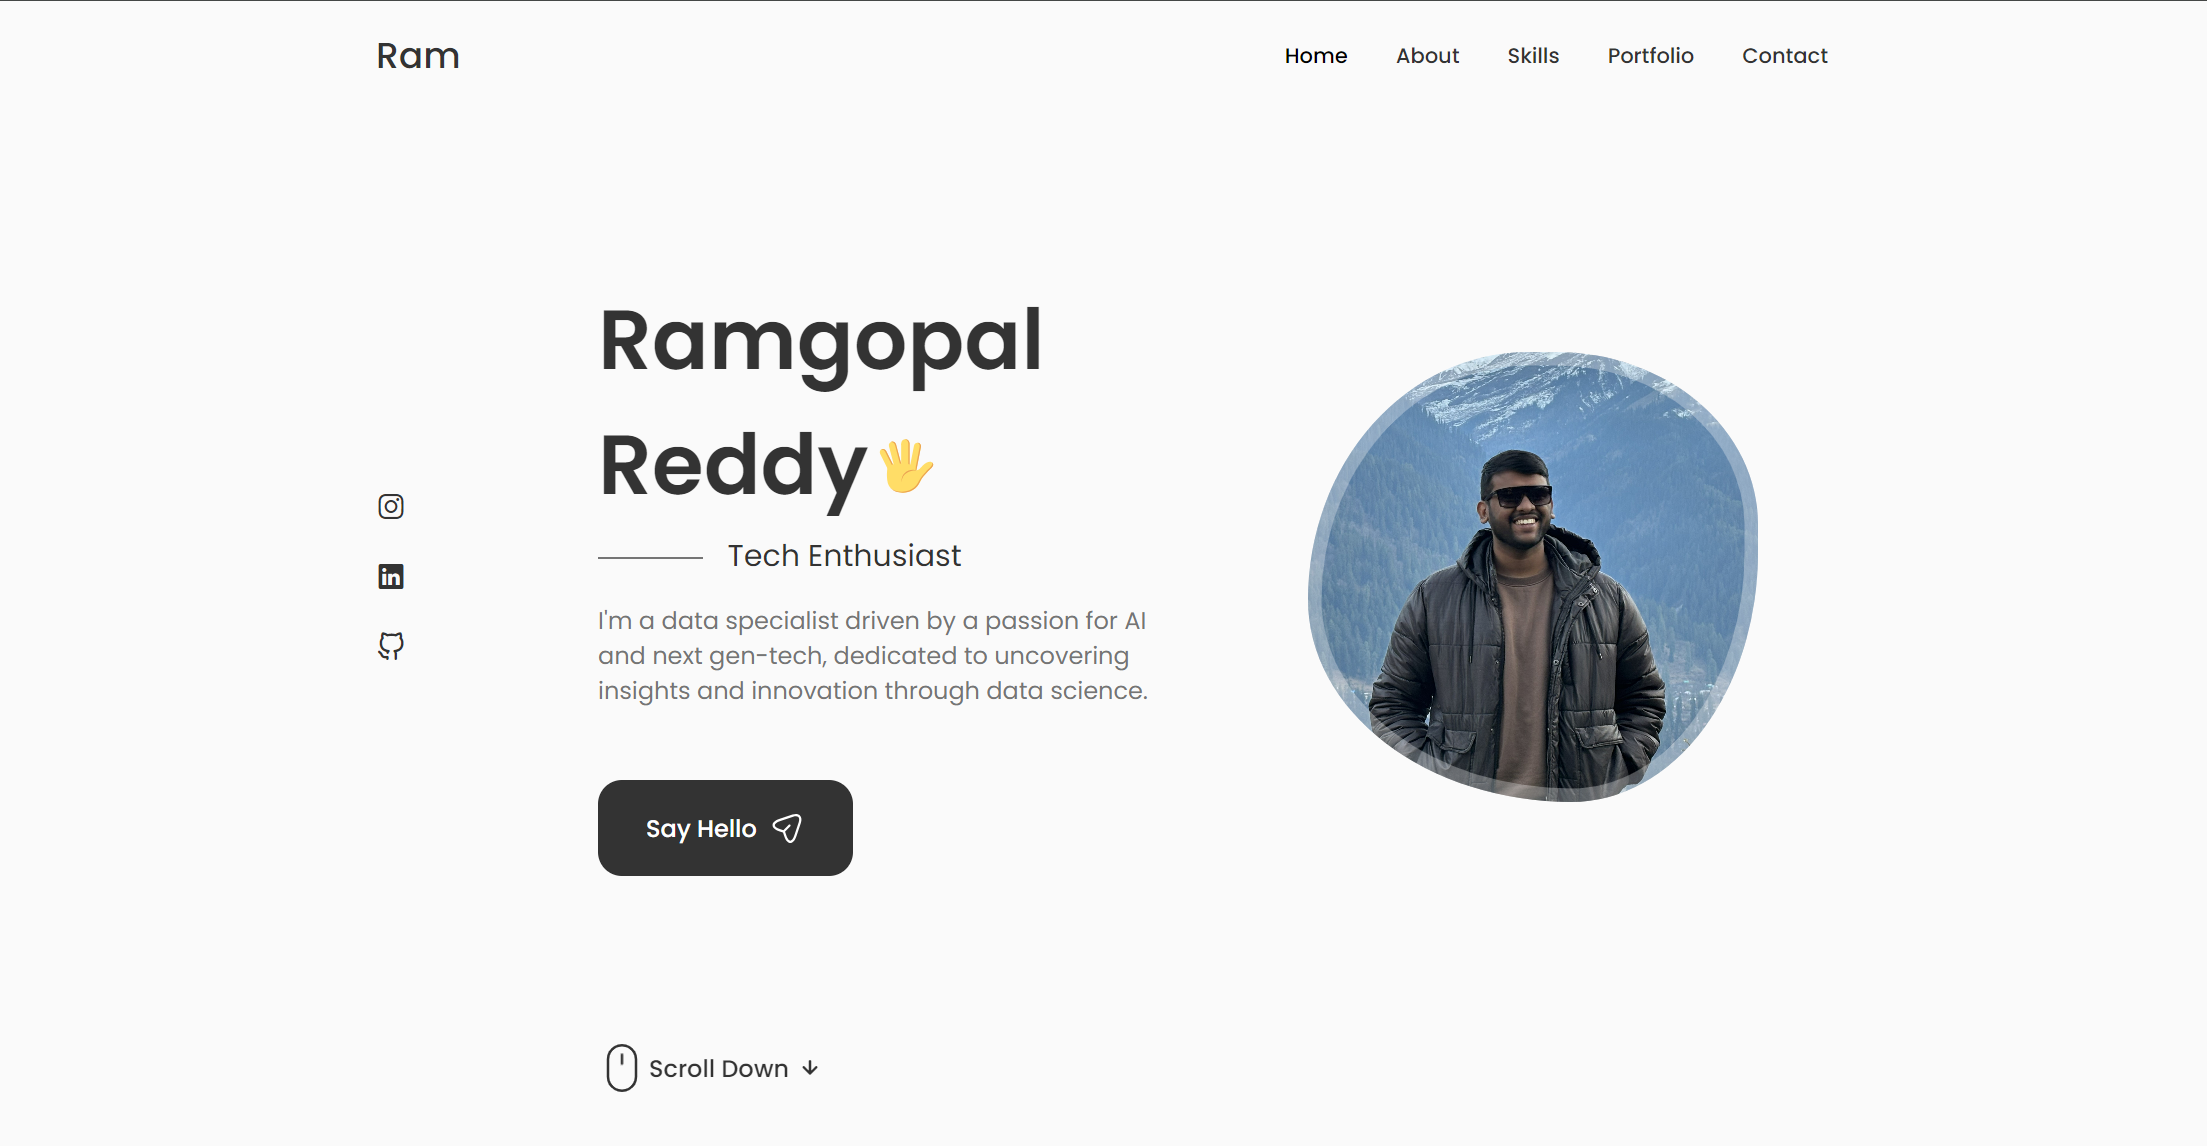 Ram
Home About Skills Portfolio Contact
Ramgopal
Reddy🖐
Tech Enthusiast
I'm a data specialist driven by a passion for AI
and next gen-tech, dedicated to uncovering
insights and innovation through data science.
Say Hello
Scroll Down ↓